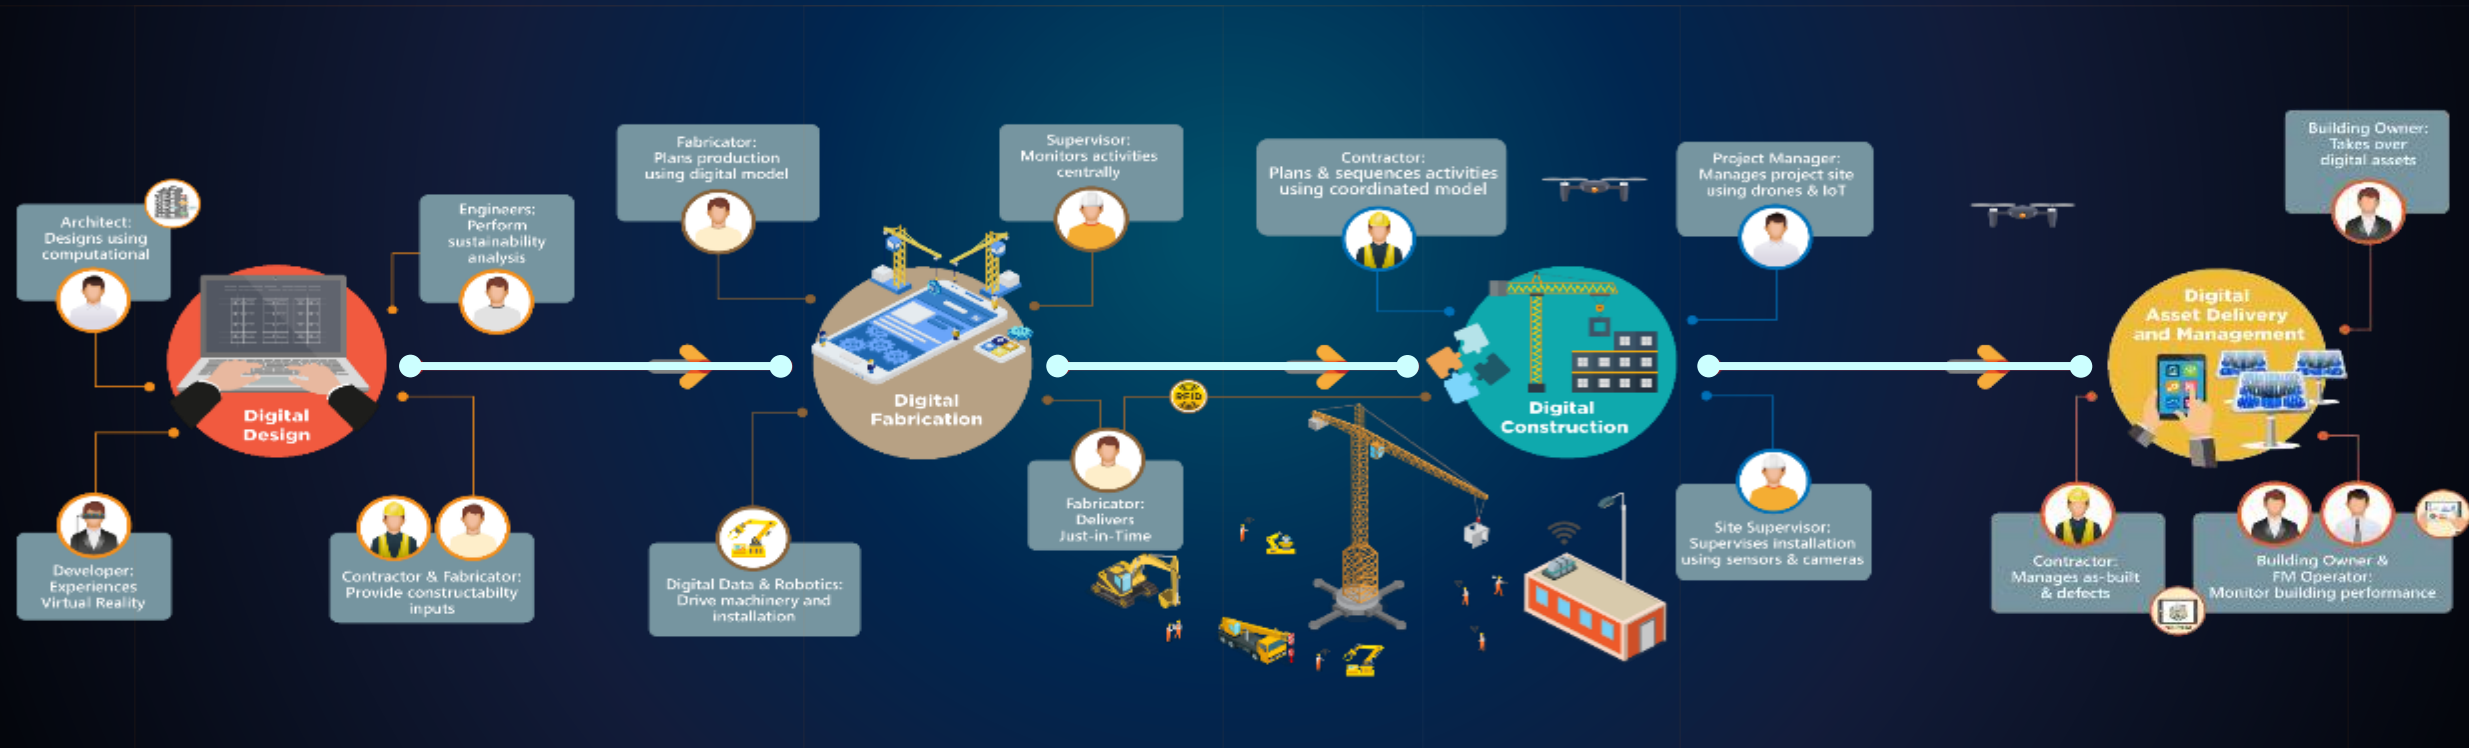 Architect:
Designs using
computational
Engineers:
Perform
sustainability
analysis
Digital
Design
Developer:
Experiences
Virtual Reality
Contractor & Fabricator:
Provide constructabilty
inputs
Fabricator:
Plans production
using digital model
Supervisor:
Monitors activities
centrally
Digital
Fabrication
Digital Data & Robotics:
Drive machinery and
installation
Fabricator:
Delivers
Just-in-Time
RFID
Contractor:
Plans & sequences activities
using coordinated model
Project Manager:
Manages project site
using drones & IoT
Digital
Construction
Site Supervisor:
Supervises installation
using sensors & cameras
Building Owner:
Takes over
digital assets
Digital
Asset Delivery
and Management
Contractor:
Manages as-built
& defects
Building Owner &
FM Operator:
Monitor building performance